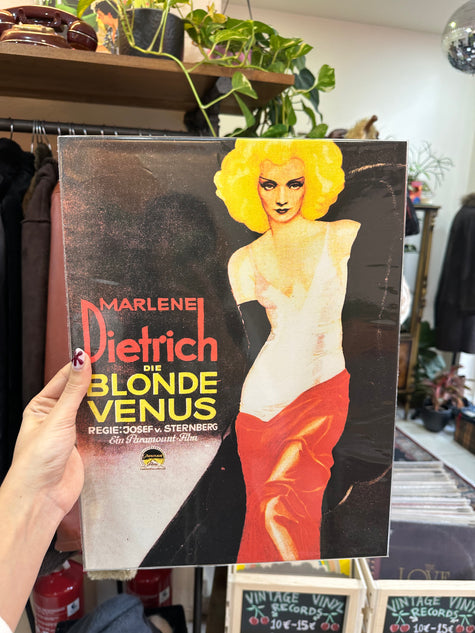 MARLENE
Dietrich
DIE
BLONDE
VENUS
REGIE: JOSEF v. STERNBERG
Ein Paramount-Film
VINTAGE VINYL
RECORDS
10€-15€
VINTAGE VINYL
RECORDS
10€-15€
LOVE